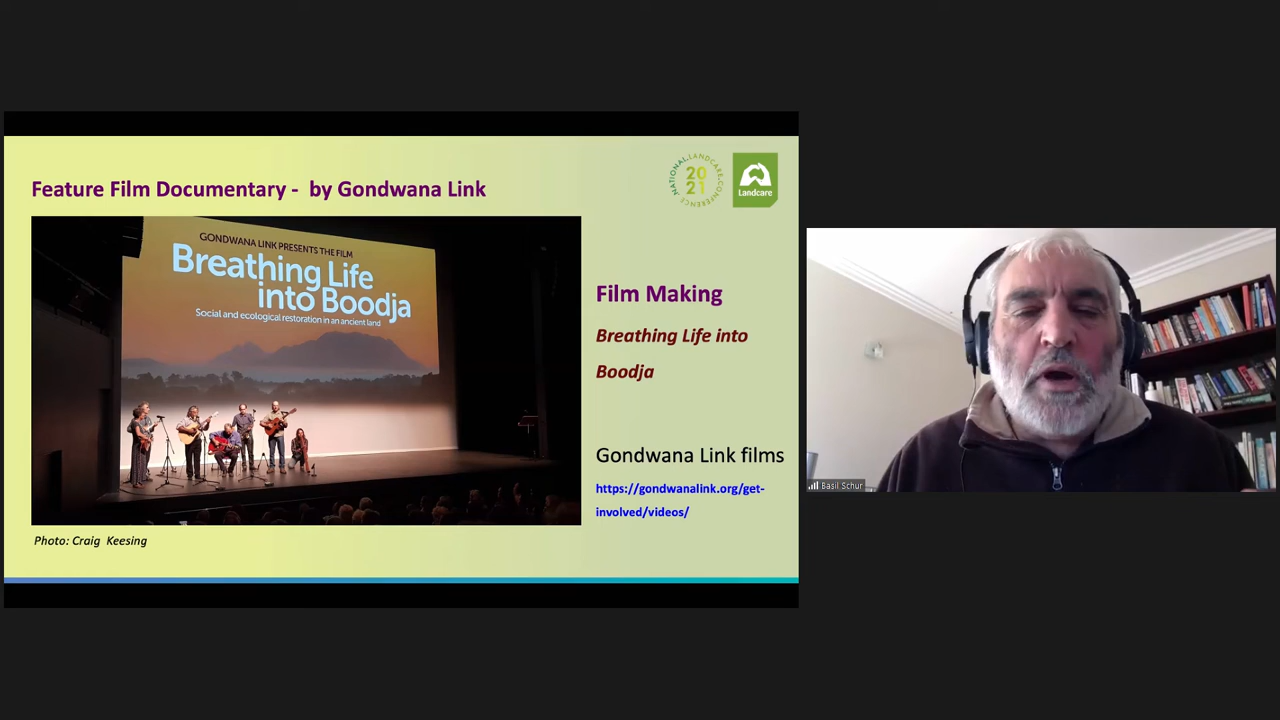 Feature Film Documentary - by Gondwana Link
NATIONAL LANDCARE CONFERENCE
20
21
Landcare
GONDWANA LINK PRESENTS THE FILM
Breathing Life
into Boodja
Social and ecological restoration in an ancient land
Film Making
Breathing Life into
Boodja
Gondwana Link films
https://gondwanalink.org/get-
involved/videos/
Photo: Craig Keesing
Basil Schur